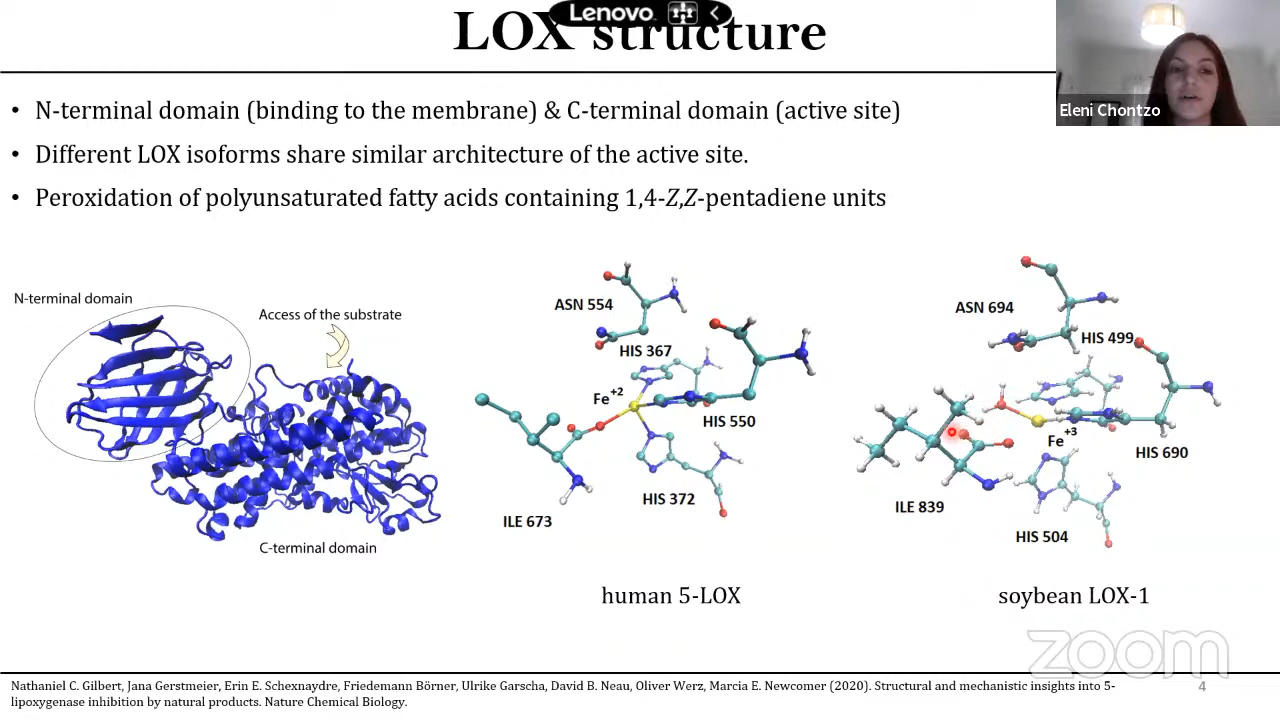 Lenovo
LOX structure
Eleni Chontzo
• N-terminal domain (binding to the membrane) & C-terminal domain (active site)
• Different LOX isoforms share similar architecture of the active site.
• Peroxidation of polyunsaturated fatty acids containing 1,4-Z,Z-pentadiene units
N-terminal domain
Access of the substrate
C-terminal domain
ASN 554
HIS 367
Fe+2
HIS 550
HIS 372
ILE 673
human 5-LOX
ASN 694
HIS 499
Fe+3
HIS 690
ILE 839
HIS 504
soybean LOX-1
zoom
Nathaniel C. Gilbert, Jana Gerstmeier, Erin E. Schexnaydre, Friedemann Börner, Ulrike Garscha, David B. Neau, Oliver Werz, Marcia E. Newcomer (2020). Structural and mechanistic insights into 5-
lipoxygenase inhibition by natural products. Nature Chemical Biology.
4